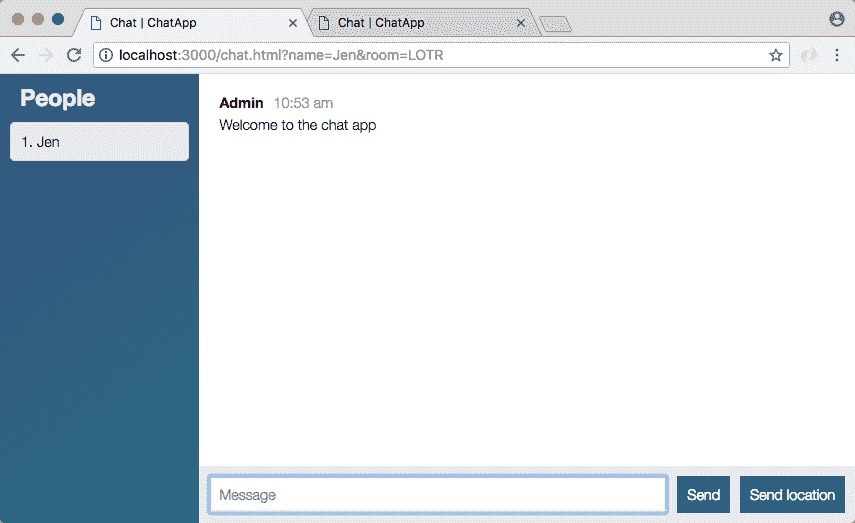 Chat | ChatApp
Chat | ChatApp
localhost:3000/chat.html?name=Jen&room=LOTR
People
1. Jen
Admin 10:53 am
Welcome to the chat app
Message
Send
Send location